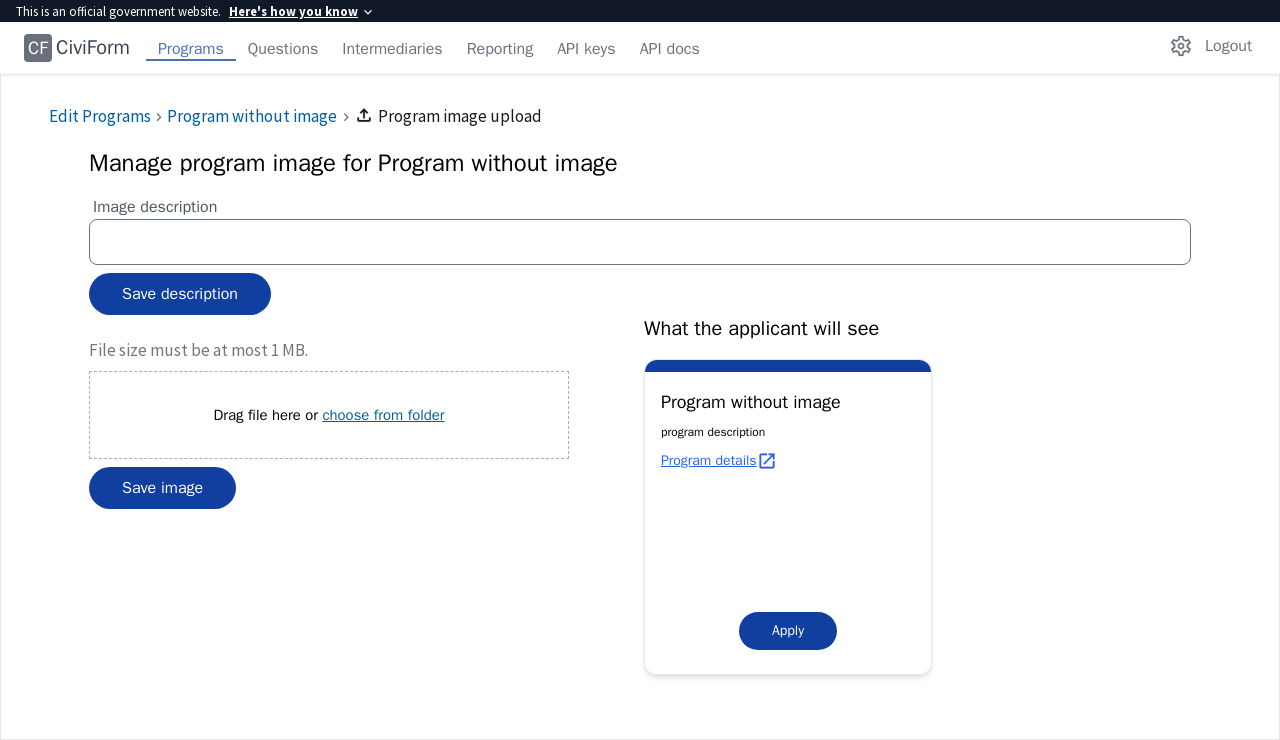 This is an official government website. Here's how you know
CF CiviForm Programs Questions Intermediaries Reporting API keys API docs Logout
Edit Programs > Program without image > Program image upload
Manage program image for Program without image
Image description
Save description
What the applicant will see
File size must be at most 1 MB.
Drag file here or choose from folder
Save image
Program without image
program description
Program details
Apply